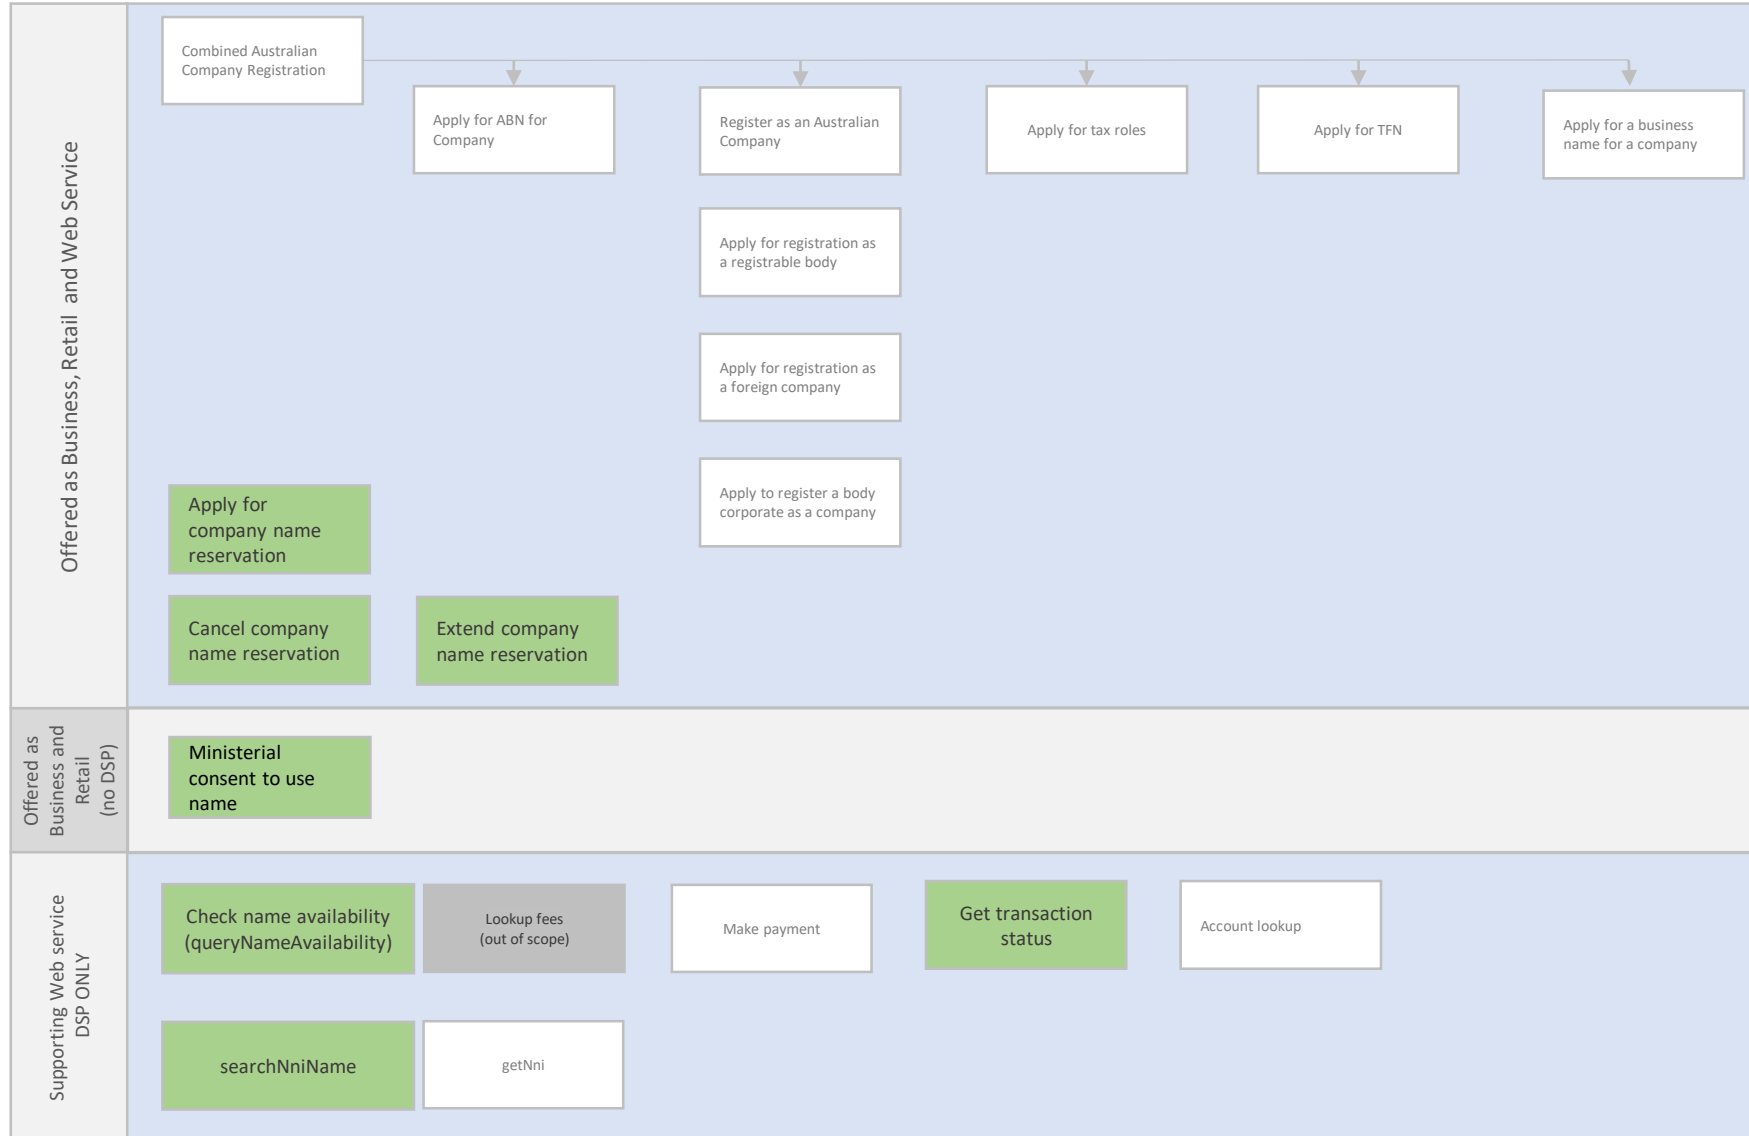 Offered as Business, Retail and Web Service
Combined Australian
Company Registration
Apply for ABN for
Company
Register as an Australian
Company
Apply for tax roles
Apply for TFN
Apply for a business
name for a company
Apply for registration as
a registrable body
Apply for registration as
a foreign company
Apply to register a body
corporate as a company
Apply for
company name
reservation
Cancel company
name reservation
Extend company
name reservation
Offered as
Business and
Retail
(no DSP)
Ministerial
consent to use
name
Supporting Web service
DSP ONLY
Check name availability
(queryNameAvailability)
Lookup fees
(out of scope)
Make payment
Get transaction
status
Account lookup
searchNniName
getNni